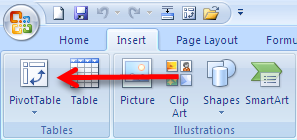 Home Insert Page Layout Formu
PivotTable Table Picture Clip Art Shapes SmartArt
Tables Illustrations